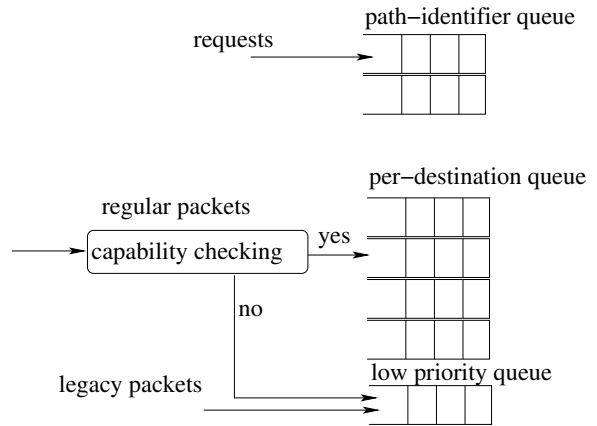 path−identifier queue
requests
per−destination queue
regular packets
capability checking
yes
no
low priority queue
legacy packets